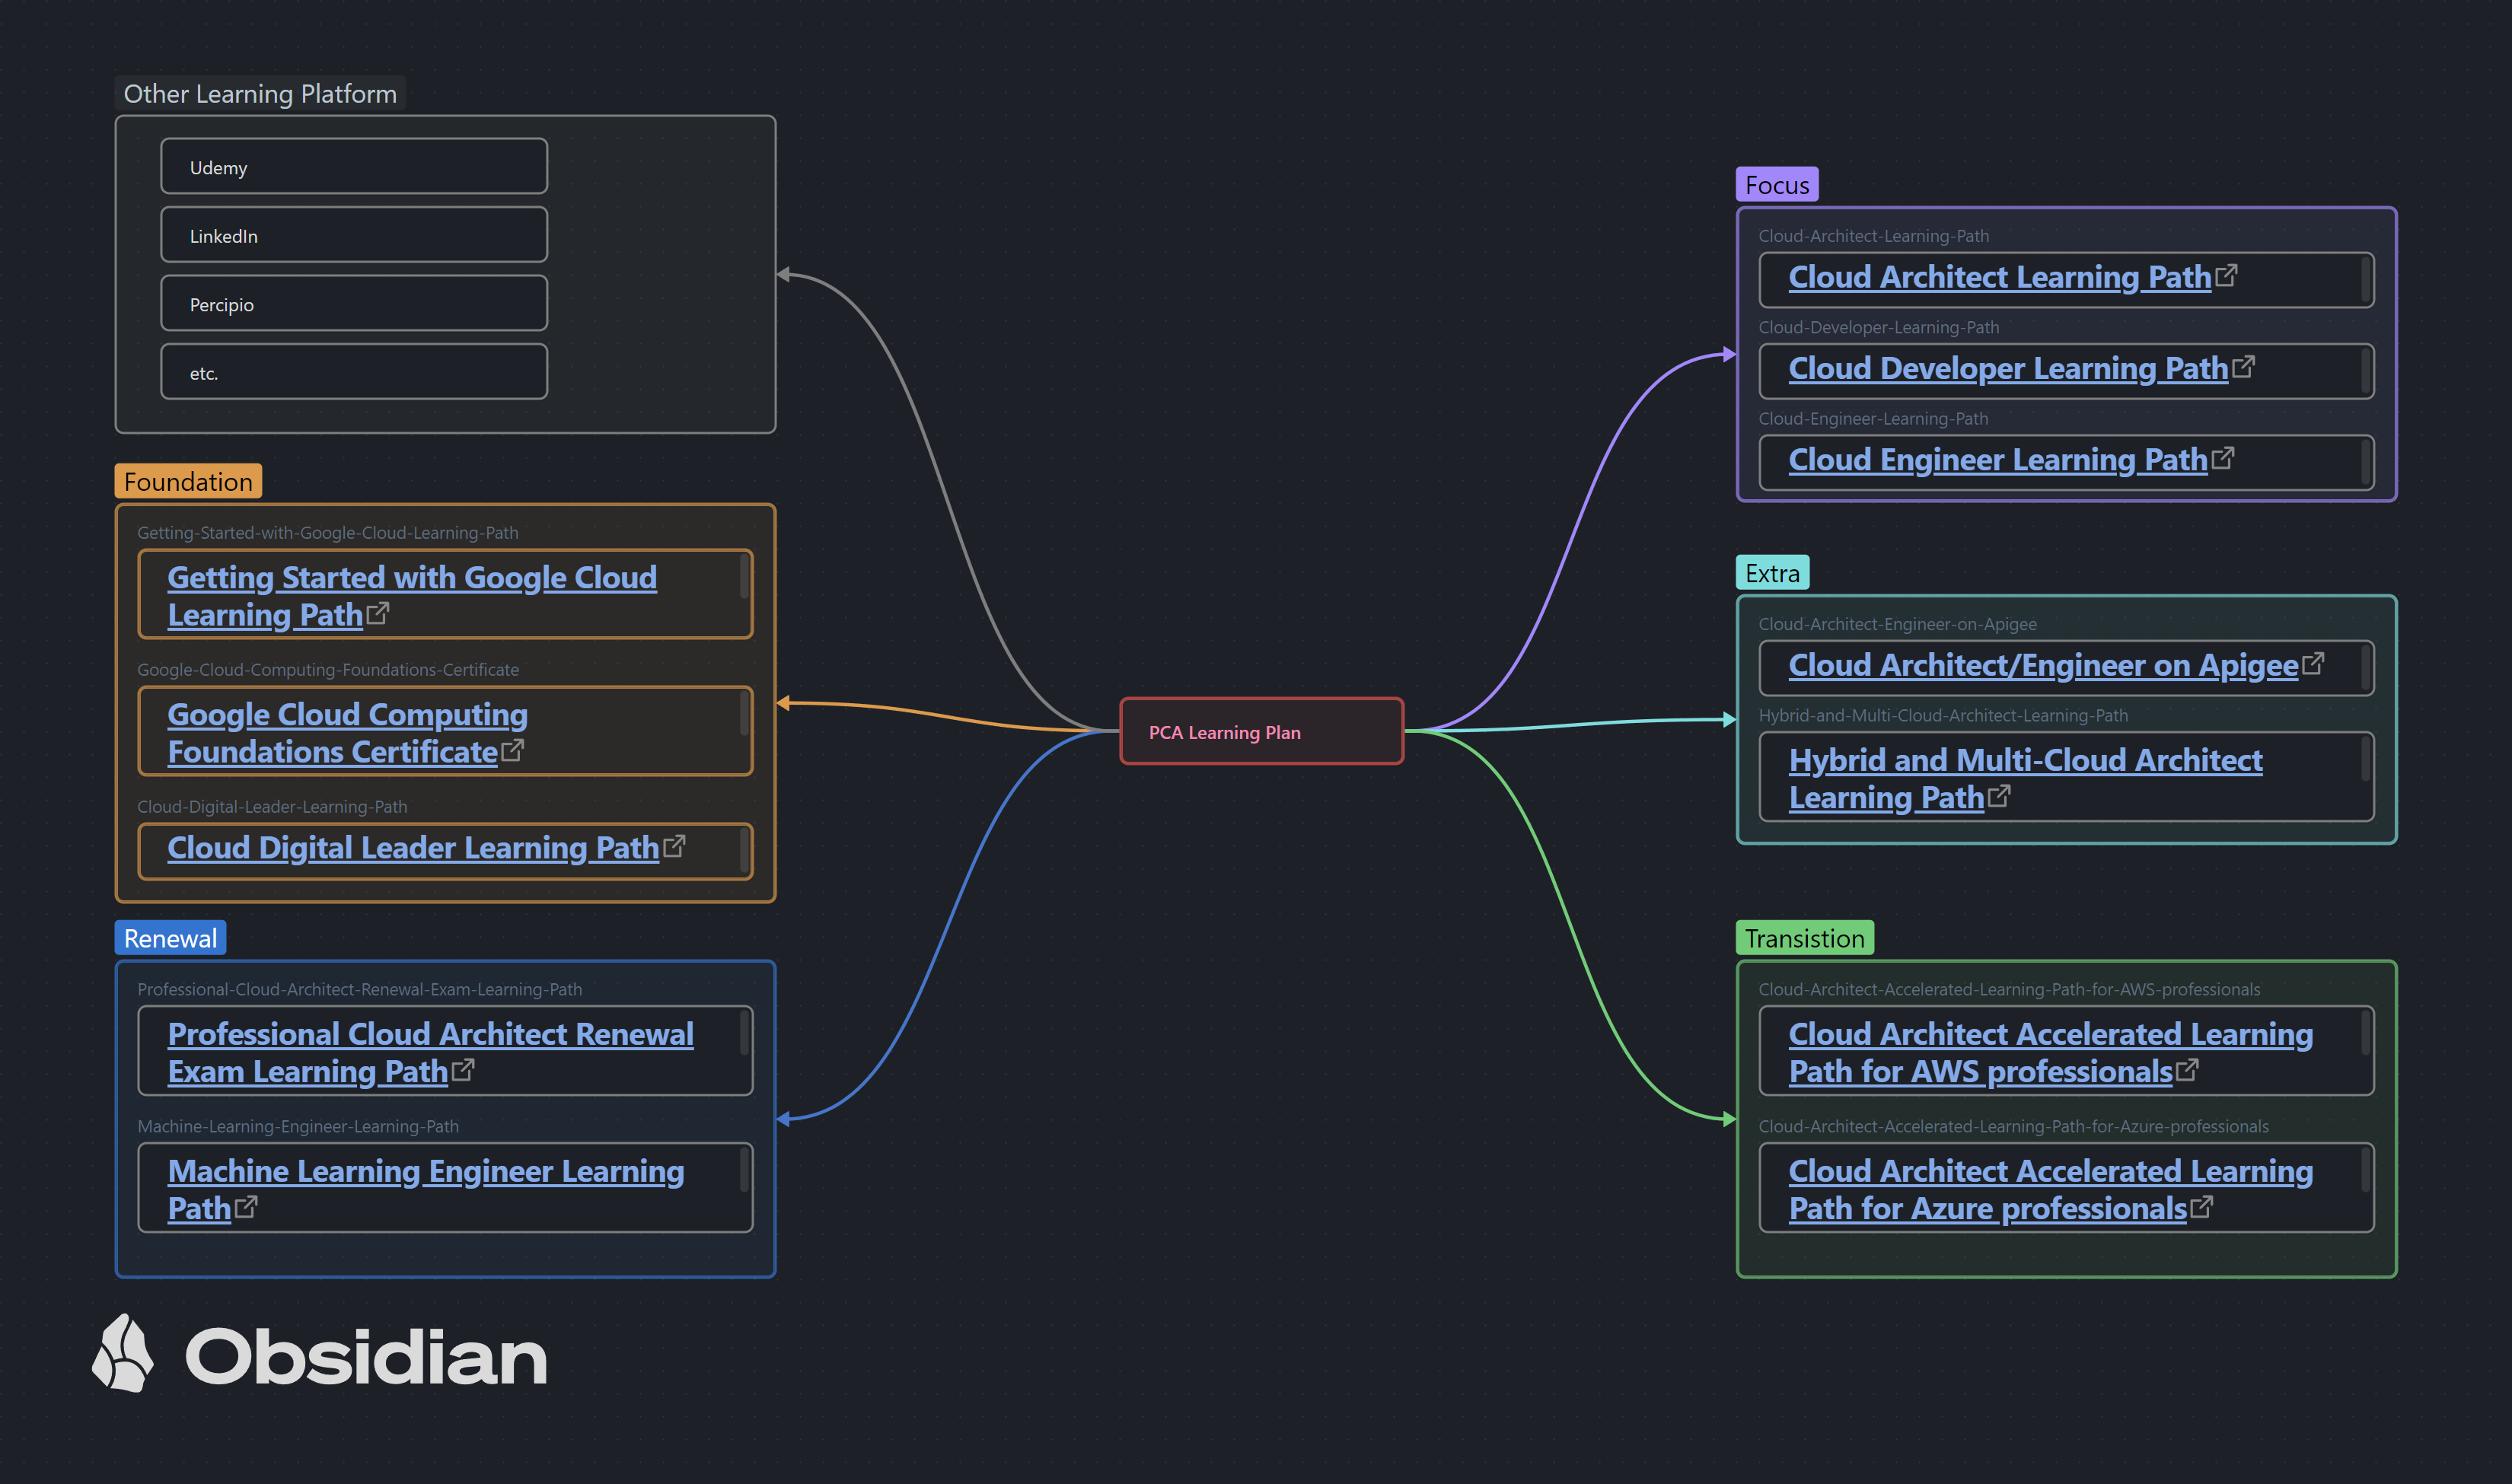 Other Learning Platform
Udemy
LinkedIn
Percipio
etc.
Foundation
Getting-Started-with-Google-Cloud-Learning-Path
Getting Started with Google Cloud
Learning Path
Google-Cloud-Computing-Foundations-Certificate
Google Cloud Computing
Foundations Certificate
Cloud-Digital-Leader-Learning-Path
Cloud Digital Leader Learning Path
Renewal
Professional-Cloud-Architect-Renewal-Exam-Learning-Path
Professional Cloud Architect Renewal
Exam Learning Path
Machine-Learning-Engineer-Learning-Path
Machine Learning Engineer Learning
Path
PCA Learning Plan
Focus
Cloud-Architect-Learning-Path
Cloud Architect Learning Path
Cloud-Developer-Learning-Path
Cloud Developer Learning Path
Cloud-Engineer-Learning-Path
Cloud Engineer Learning Path
Extra
Cloud-Architect-Engineer-on-Apigee
Cloud Architect/Engineer on Apigee
Hybrid-and-Multi-Cloud-Architect-Learning-Path
Hybrid and Multi-Cloud Architect
Learning Path
Transistion
Cloud-Architect-Accelerated-Learning-Path-for-AWS-professionals
Cloud Architect Accelerated Learning
Path for AWS professionals
Cloud-Architect-Accelerated-Learning-Path-for-Azure-professionals
Cloud Architect Accelerated Learning
Path for Azure professionals
Obsidian